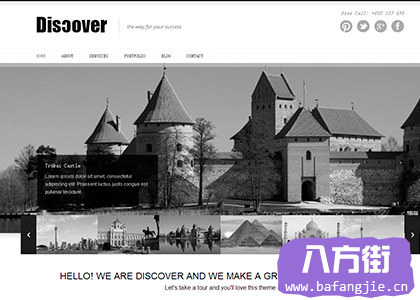 Discover
the way for your success
Free Call: +000 123 456
HOME ABOUT SERVICES PORTFOLIO BLOG CONTACT
Trakai Castle
Lorem ipsum dolor sit amet, consectetur
adipiscing elit. Praesent luctus justo congue est
pulvinar tincidunt.
HELLO! WE ARE DISCOVER AND WE MAKE A GR
Let's take a tour and you'll love this theme
八方街
www.bafangjie.cn